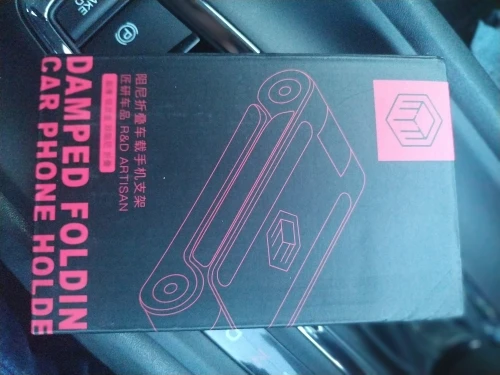 DAMPED FOLDIN
CAR PHONE HOLDE
阻尼折叠车载手机支架
匠研车品 R&D ARTISAN